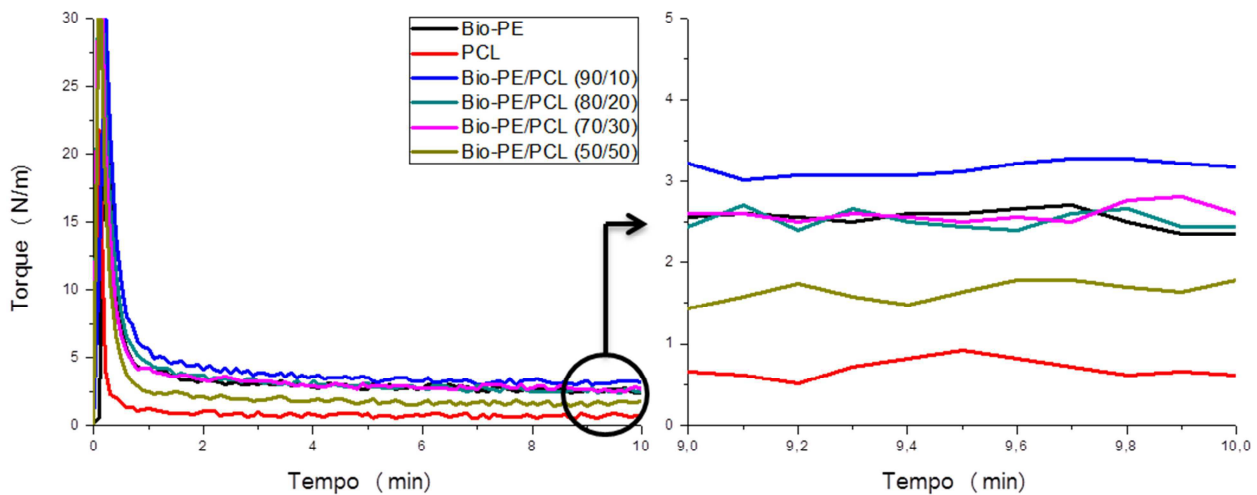 Torque ( N/m)
30
25
20
15
10
5
0
0
2
4
6
8
10
Tempo ( min)
Bio-PE
PCL
Bio-PE/PCL (90/10)
Bio-PE/PCL (80/20)
Bio-PE/PCL (70/30)
Bio-PE/PCL (50/50)
5
4
3
2
1
0
9,0
9,2
9,4
9,6
9,8
10,0
Tempo ( min)